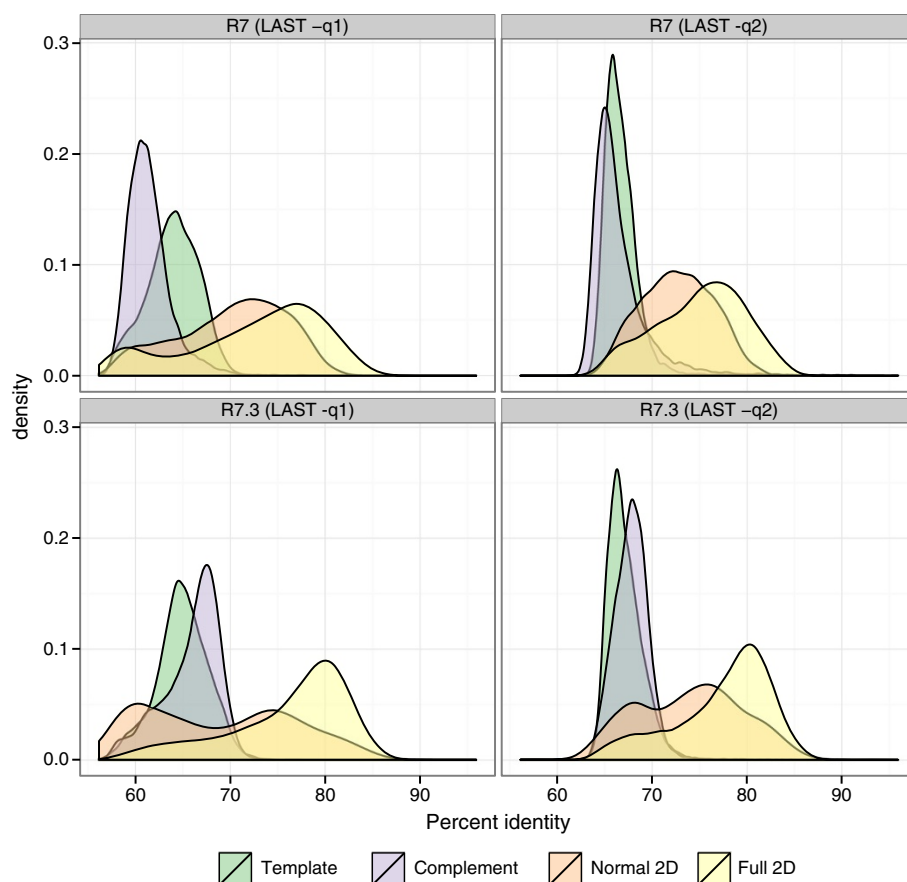 R7 (LAST –q1)
R7 (LAST -q2)
0.3
0.2
0.1
0.0
density
R7.3 (LAST -q1)
R7.3 (LAST –q2)
0.3
0.2
0.1
0.0
60 70 80 90
60 70 80 90
Percent identity
Template Complement Normal 2D Full 2D